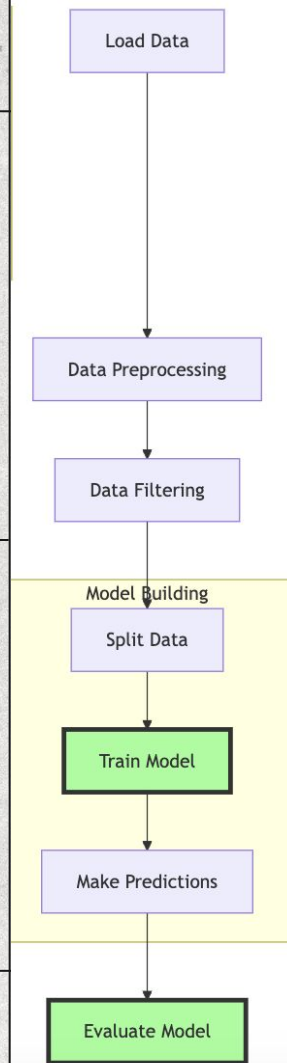 Load Data
Data Preprocessing
Data Filtering
Model Building
Split Data
Train Model
Make Predictions
Evaluate Model